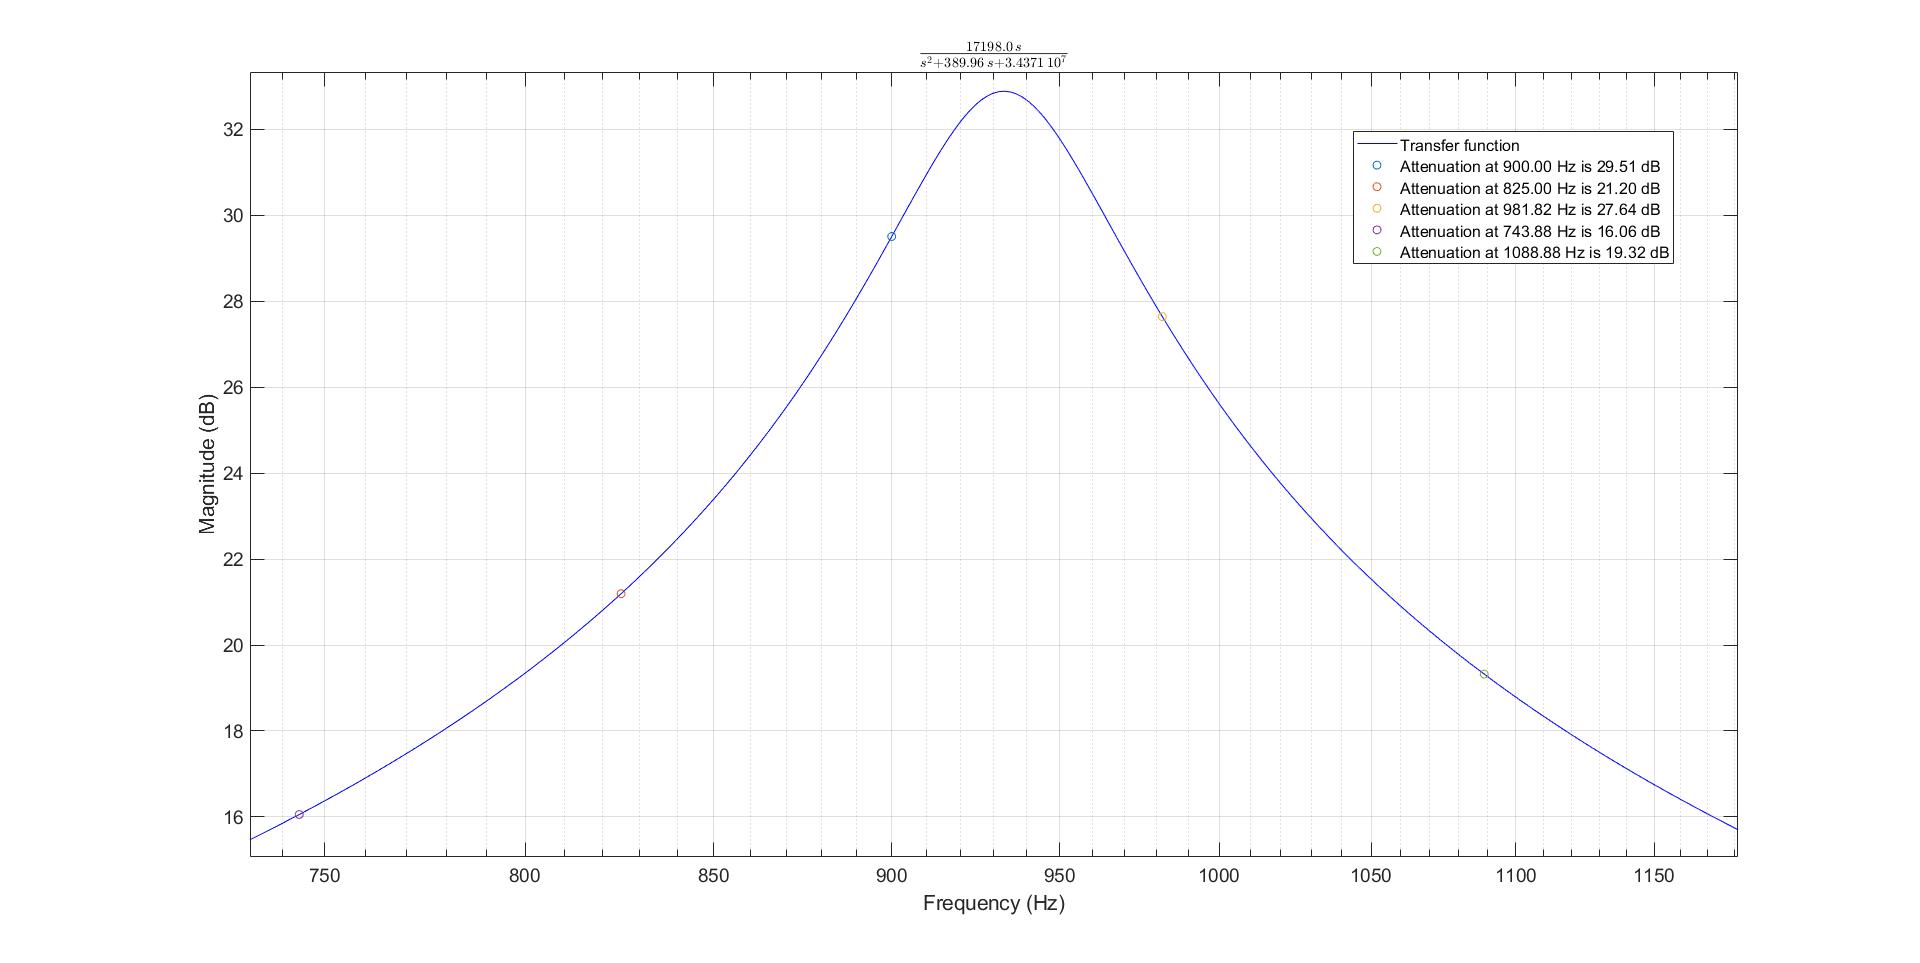 17198.0 s
s²+389.96 s+3.4371 10⁷
32
30
28
26
24
22
20
18
16
Magnitude (dB)
Transfer function
Attenuation at 900.00 Hz is 29.51 dB
Attenuation at 825.00 Hz is 21.20 dB
Attenuation at 981.82 Hz is 27.64 dB
Attenuation at 743.88 Hz is 16.06 dB
Attenuation at 1088.88 Hz is 19.32 dB
750 800 850 900 950 1000 1050 1100 1150
Frequency (Hz)